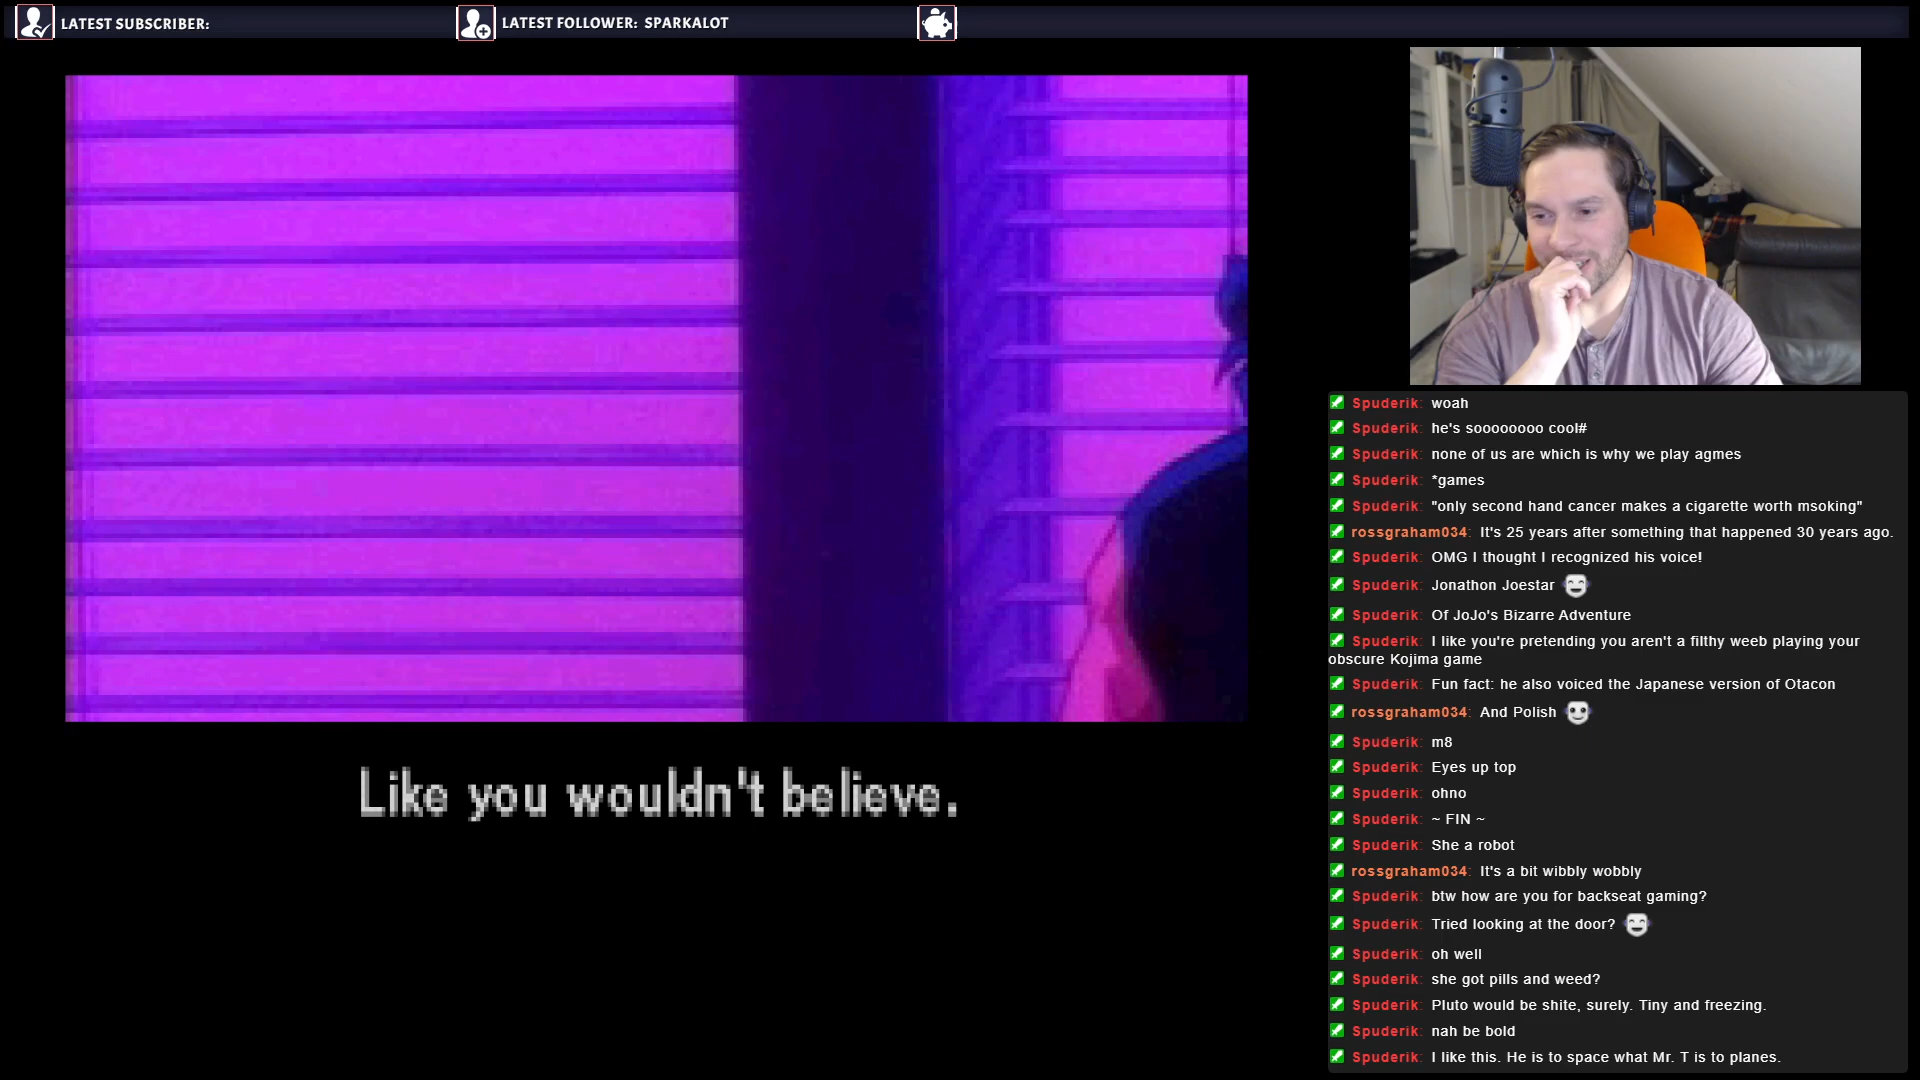 LATEST SUBSCRIBER:
LATEST FOLLOWER: SPARKALOT
Like you wouldn't believe.
Spuderik: woah
Spuderik: he's soooooooo cool#
Spuderik: none of us are which is why we play agmes
Spuderik: *games
Spuderik: "only second hand cancer makes a cigarette worth msoking"
rossgraham034: It's 25 years after something that happened 30 years ago.
Spuderik: OMG I thought I recognized his voice!
Spuderik: Jonathon Joestar
Spuderik: Of JoJo's Bizarre Adventure
Spuderik: I like you're pretending you aren't a filthy weeb playing your
obscure Kojima game
Spuderik: Fun fact: he also voiced the Japanese version of Otacon
rossgraham034: And Polish
Spuderik: m8
Spuderik: Eyes up top
Spuderik: ohno
Spuderik: ~ FIN ~
Spuderik: She a robot
rossgraham034: It's a bit wibbly wobbly
Spuderik: btw how are you for backseat gaming?
Spuderik: Tried looking at the door?
Spuderik: oh well
Spuderik: she got pills and weed?
Spuderik: Pluto would be shite, surely. Tiny and freezing.
Spuderik: nah be bold
Spuderik: I like this. He is to space what Mr. T is to planes.